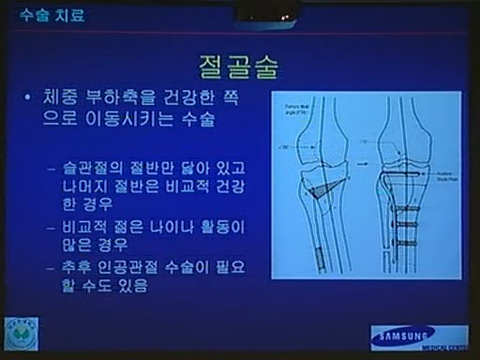 수술 치료
절골술
• 체중 부하축을 건강한 쪽
으로 이동시키는 수술
– 슬관절의 절반만 닳아 있고
나머지 절반은 비교적 건강
한 경우
– 비교적 젊은 나이나 활동이
많은 경우
– 추후 인공관절 수술이 필요
할 수도 있음
SAMSUNG
MEDICAL CENTER